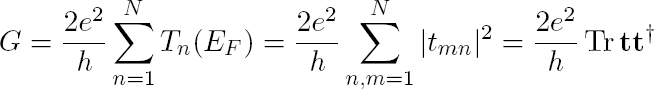 $G = \frac{2e^2}{h} \sum_{n=1}^{N} T_n(E_F) = \frac{2e^2}{h} \sum_{n,m=1}^{N} |t_{mn}|^2 = \frac{2e^2}{h} \operatorname{Tr} \mathbf{t}\mathbf{t}^\dagger$